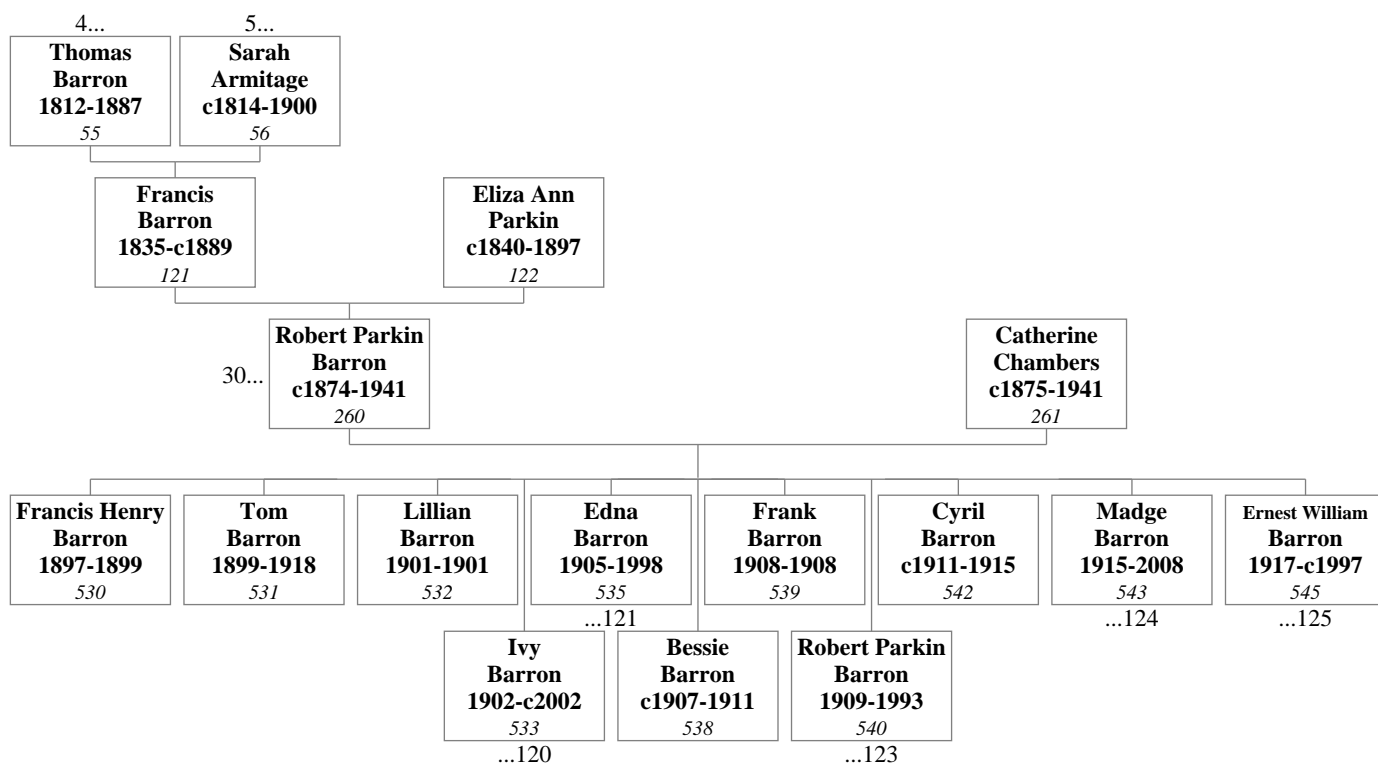 4...
Thomas
Barron
1812-1887
55
5...
Sarah
Armitage
c1814-1900
56
Francis
Barron
1835-c1889
121
Eliza Ann
Parkin
c1840-1897
122
30...
Robert Parkin
Barron
c1874-1941
260
Catherine
Chambers
c1875-1941
261
Francis Henry
Barron
1897-1899
530
Tom
Barron
1899-1918
531
Lillian
Barron
1901-1901
532
Edna
Barron
1905-1998
535
...121
Frank
Barron
1908-1908
539
Cyril
Barron
c1911-1915
542
Madge
Barron
1915-2008
543
...124
Ernest William
Barron
1917-c1997
545
...125
Ivy
Barron
1902-c2002
533
...120
Bessie
Barron
c1907-1911
538
Robert Parkin
Barron
1909-1993
540
...123